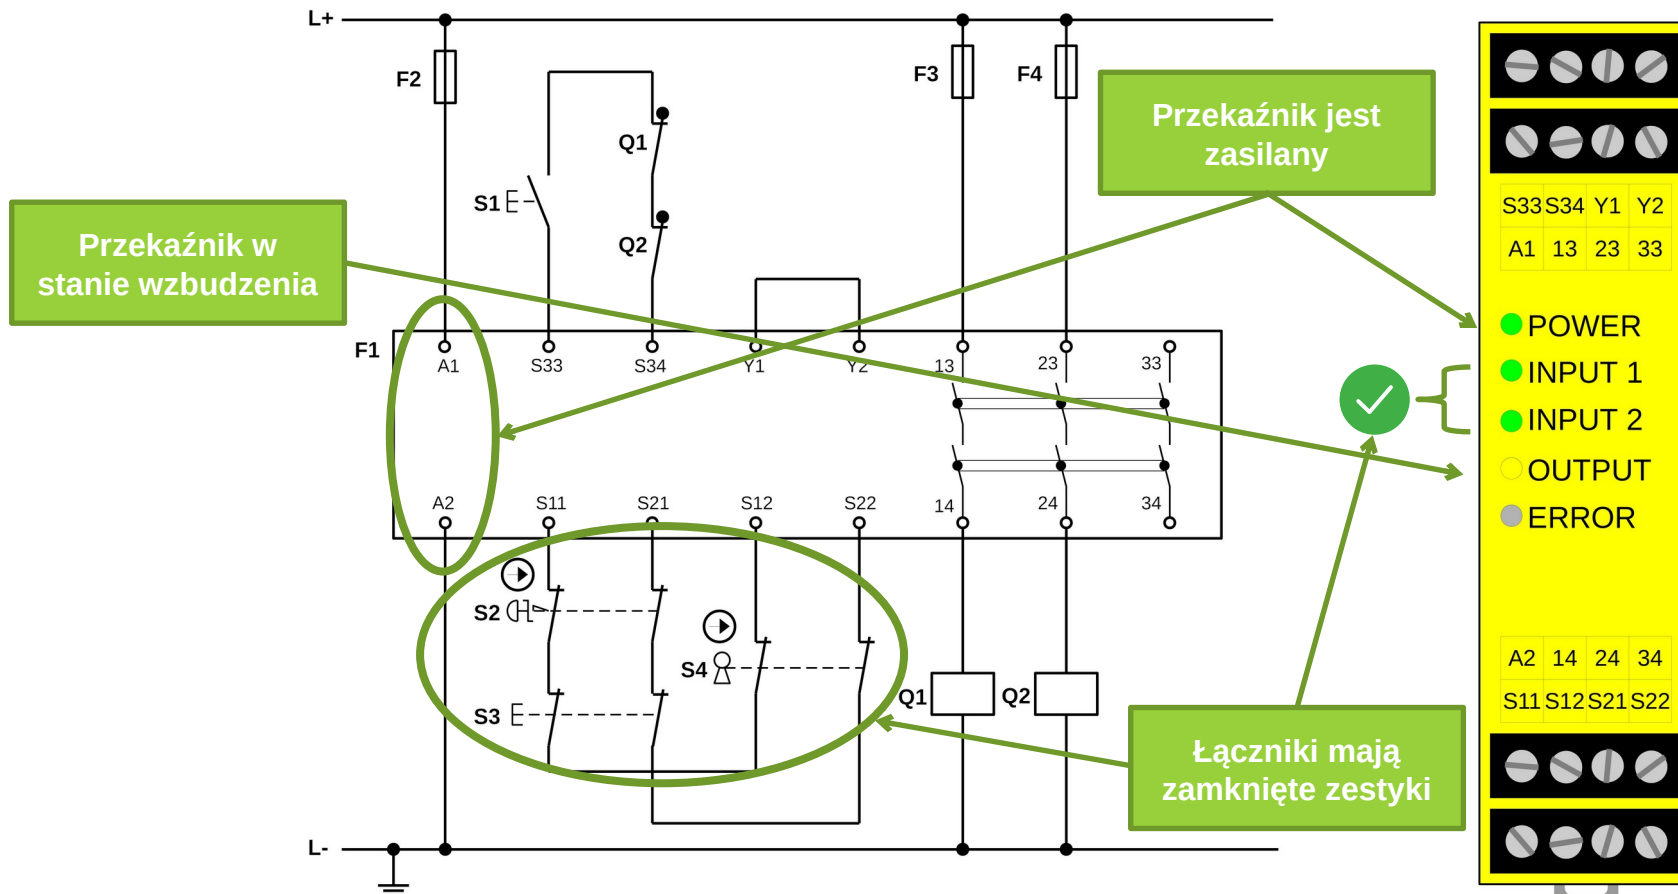 L+
F2
F3
F4
Przekaźnik jest
zasilany
Q1
S1
Q2
Przekaźnik w
stanie wzbudzenia
F1
A1 S33 S34 Y1 Y2 13 23 33
A2 S11 S21 S12 S22 14 24 34
S2
S4
S3
Q1 Q2
Łączniki mają
zamknięte zestyki
L-
S33 S34 Y1 Y2
A1 13 23 33
POWER
INPUT 1
INPUT 2
OUTPUT
ERROR
A2 14 24 34
S11 S12 S21 S22